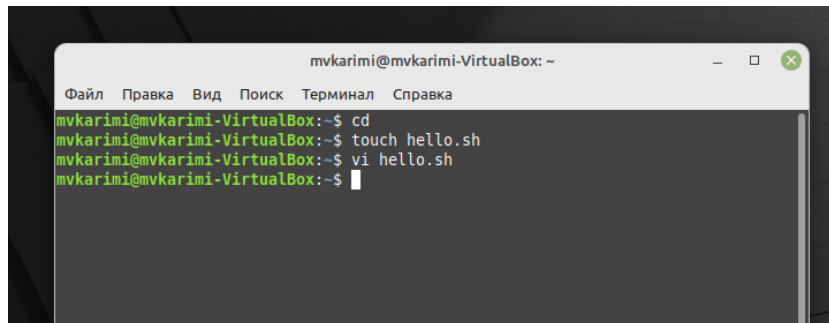 mvkarimi@mvkarimi-VirtualBox: ~
Файл Правка Вид Поиск Терминал Справка
mvkarimi@mvkarimi-VirtualBox:~$ cd
mvkarimi@mvkarimi-VirtualBox:~$ touch hello.sh
mvkarimi@mvkarimi-VirtualBox:~$ vi hello.sh
mvkarimi@mvkarimi-VirtualBox:~$